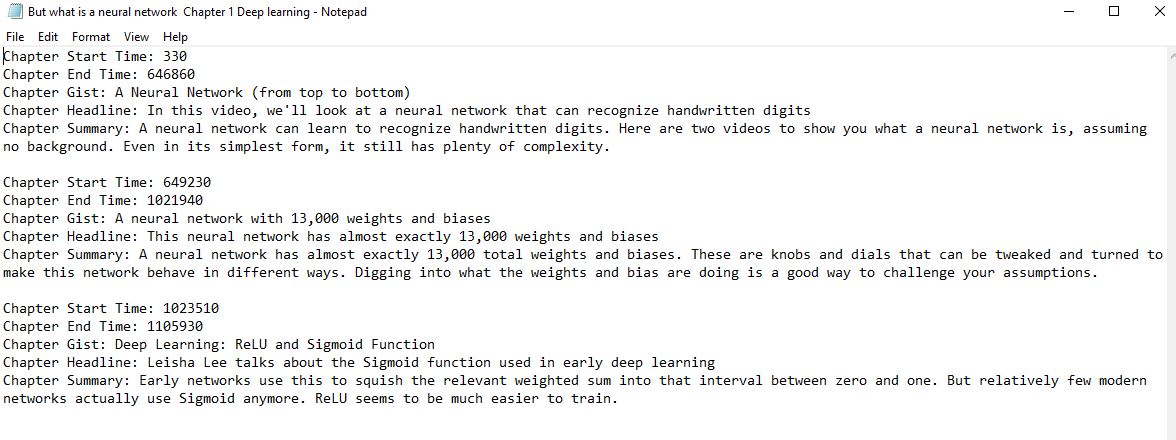 But what is a neural network  Chapter 1 Deep learning - Notepad
File Edit Format View Help
Chapter Start Time: 330
Chapter End Time: 646860
Chapter Gist: A Neural Network (from top to bottom)
Chapter Headline: In this video, we'll look at a neural network that can recognize handwritten digits
Chapter Summary: A neural network can learn to recognize handwritten digits. Here are two videos to show you what a neural network is, assuming
no background. Even in its simplest form, it still has plenty of complexity.

Chapter Start Time: 649230
Chapter End Time: 1021940
Chapter Gist: A neural network with 13,000 weights and biases
Chapter Headline: This neural network has almost exactly 13,000 weights and biases
Chapter Summary: A neural network has almost exactly 13,000 total weights and biases. These are knobs and dials that can be tweaked and turned to
make this network behave in different ways. Digging into what the weights and bias are doing is a good way to challenge your assumptions.

Chapter Start Time: 1023510
Chapter End Time: 1105930
Chapter Gist: Deep Learning: ReLU and Sigmoid Function
Chapter Headline: Leisha Lee talks about the Sigmoid function used in early deep learning
Chapter Summary: Early networks use this to squish the relevant weighted sum into that interval between zero and one. But relatively few modern
networks actually use Sigmoid anymore. ReLU seems to be much easier to train.